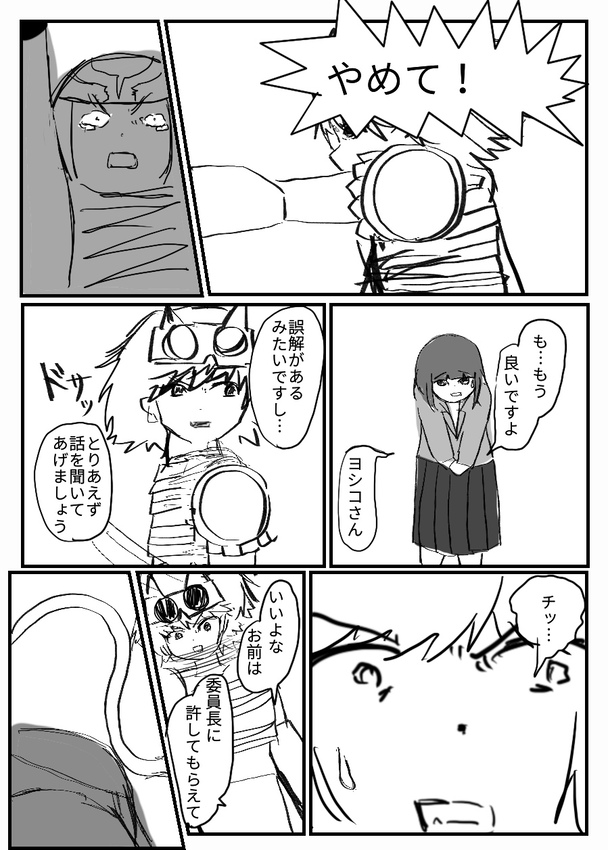 やめて！
も…もう
良いですよ
ヨシコさん
誤解がある
みたいですし…
ドサッ
とりあえず
話を聞いて
あげましょう
チッ…
いいよな
お前は
委員長に
許してもらえて